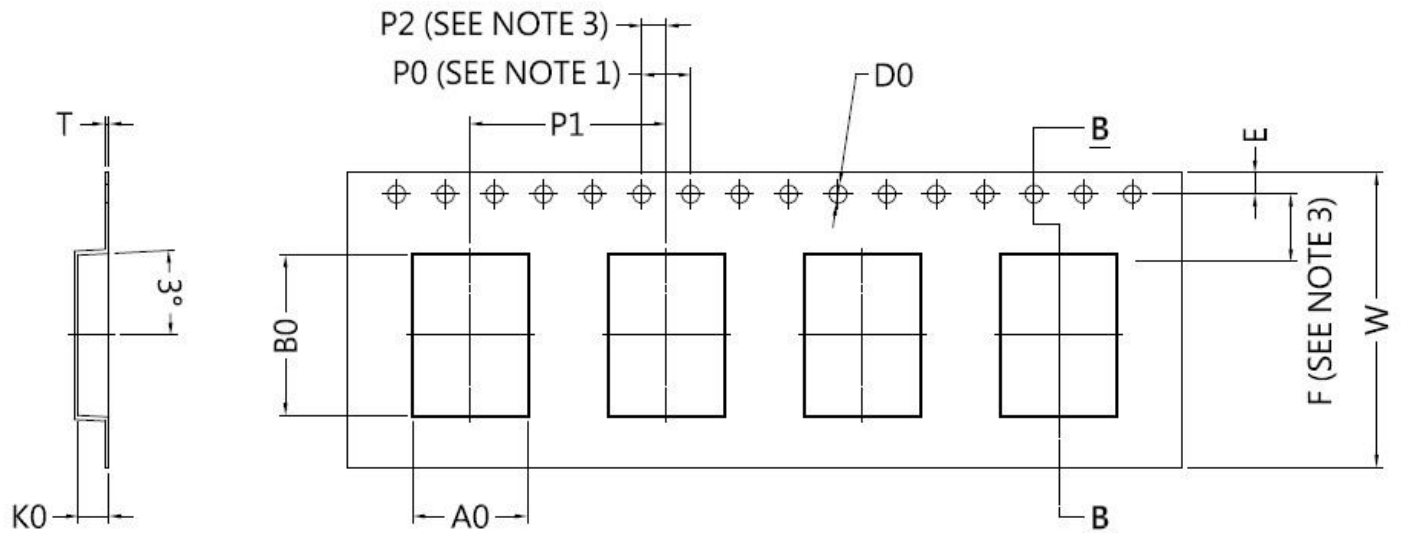 P2 (SEE NOTE 3)
P0 (SEE NOTE 1)
D0
T
P1
B
E
3°
B0
F (SEE NOTE 3)
W
K0
A0
B